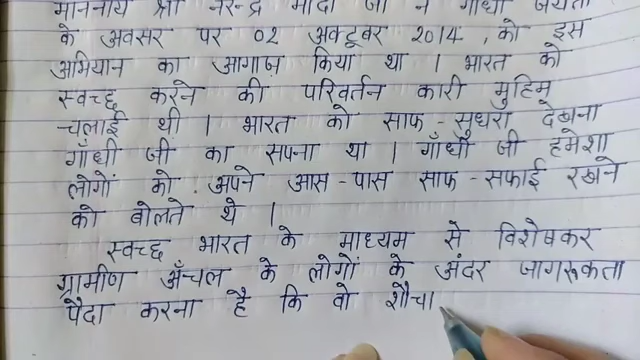 माननीय श्री नरेन्द्र मोदी जी ने गाँधी जयंती
के अवसर पर 02 अक्टूबर 2014 , को इस
अभियान का आगाज़ किया था । भारत को
स्वच्छ करने की परिवर्तन कारी मुहिम
चलाई थी । भारत को साफ - सुथरा देखना
गाँधी जी का सपना था । गाँधी जी हमेशा
लोगों को अपने आस - पास साफ - सफाई रखने
को बोलते थे ।
स्वच्छ भारत के माध्यम से विशेषकर
ग्रामीण अँचल के लोगों के अंदर जागरूकता
पैदा करना है कि वो शौचा